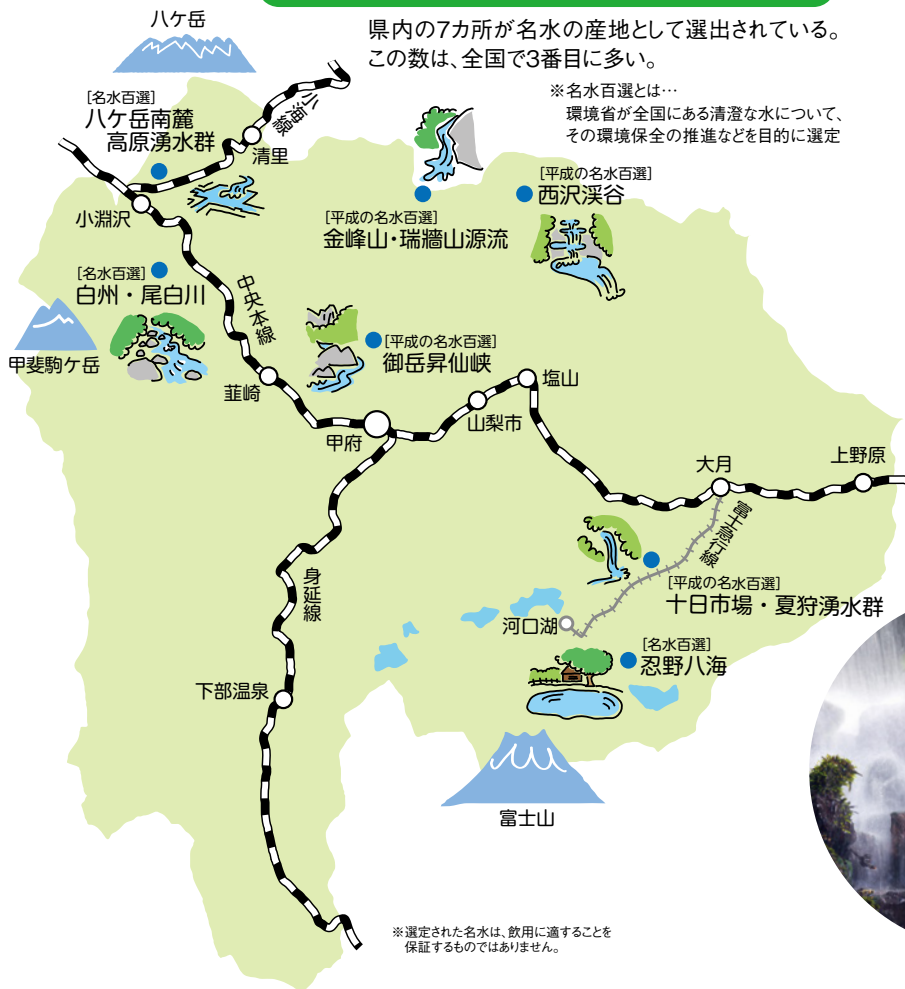 県内の7カ所が名水の産地として選出されている。
この数は、全国で3番目に多い。
※名水百選とは…
環境省が全国にある清澄な水について、
その環境保全の推進などを目的に選定
八ケ岳
[名水百選]
八ケ岳南麓
高原湧水群
小海線
清里
小淵沢
[平成の名水百選]
金峰山・瑞牆山源流
[平成の名水百選]
西沢渓谷
[名水百選]
白州・尾白川
甲斐駒ケ岳
中央本線
[平成の名水百選]
御岳昇仙峡
韮崎
甲府
山梨市
塩山
大月
上野原
富士急行線
[平成の名水百選]
十日市場・夏狩湧水群
身延線
河口湖
[名水百選]
忍野八海
下部温泉
富士山
※選定された名水は、飲用に適することを
保証するものではありません。